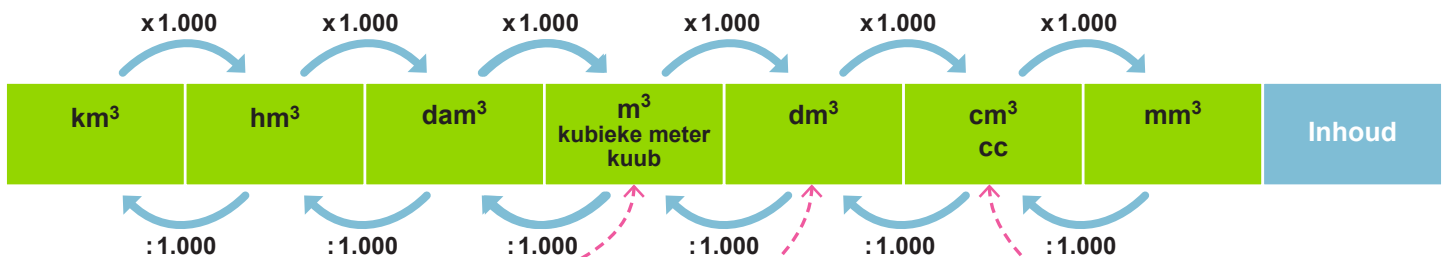 x 1.000 x 1.000 x 1.000 x 1.000 x 1.000 x 1.000
km³ hm³ dam³ m³ dm³ cm³ mm³ Inhoud
kubieke meter cc
kuub
: 1.000 : 1.000 : 1.000 : 1.000 : 1.000 : 1.000